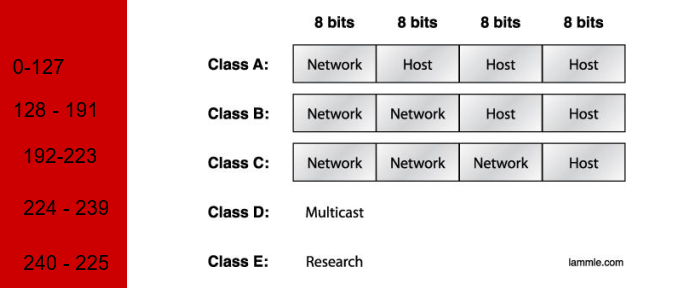 8 bits 8 bits 8 bits 8 bits
0-127 Class A: Network Host Host Host
128 - 191 Class B: Network Network Host Host
192-223 Class C: Network Network Network Host
224 - 239 Class D: Multicast
240 - 225 Class E: Research lammle.com